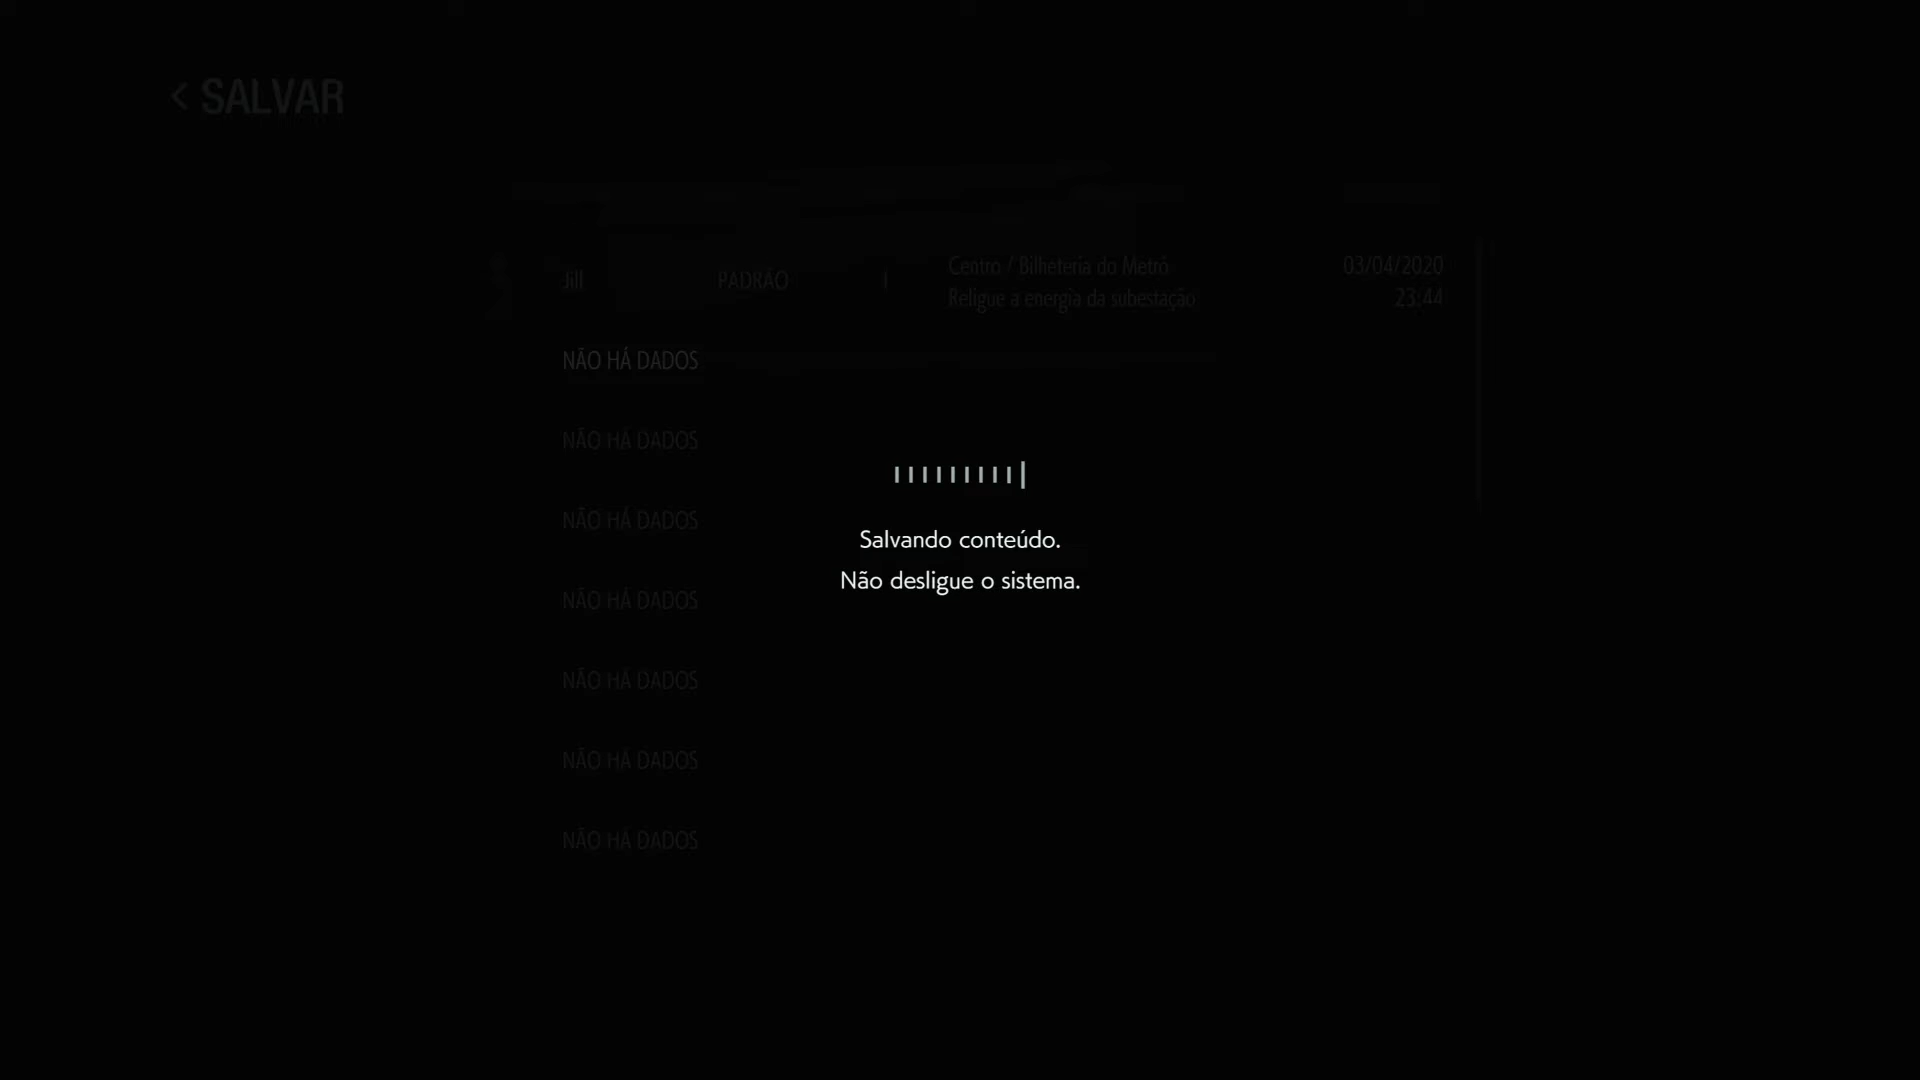 < SALVAR
Jill PADRÃO 1 Centro / Bilheteria do Metrô 03/04/2020
Religue a energia da subestação 23:44
NÃO HÁ DADOS
NÃO HÁ DADOS
NÃO HÁ DADOS
NÃO HÁ DADOS
NÃO HÁ DADOS
NÃO HÁ DADOS
NÃO HÁ DADOS
Salvando conteúdo.
Não desligue o sistema.